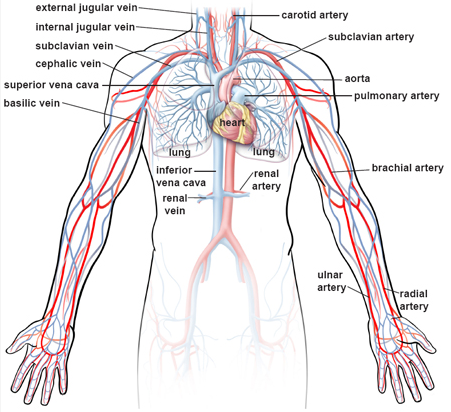 external jugular vein
internal jugular vein
subclavian vein
cephalic vein
superior vena cava
basilic vein
carotid artery
subclavian artery
aorta
pulmonary artery
heart
lung
lung
inferior
vena cava
renal
vein
renal
artery
brachial artery
ulnar
artery
radial
artery